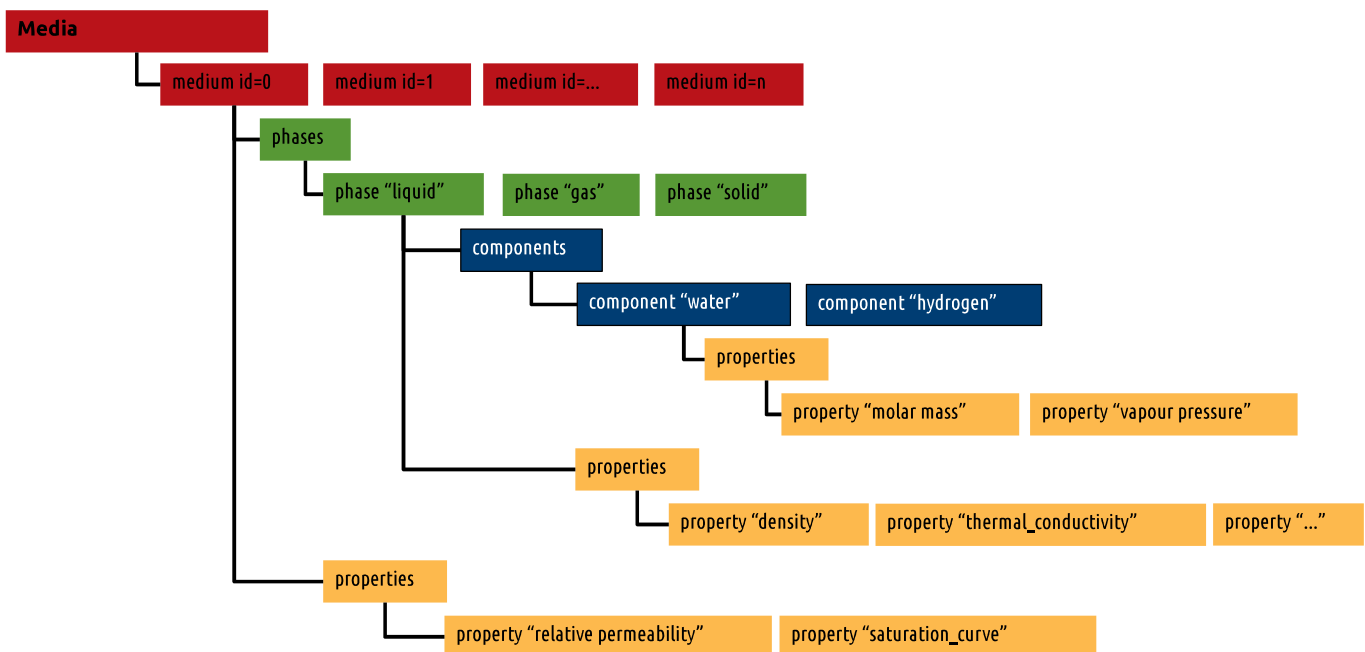 Media
medium id=0 medium id=1 medium id=... medium id=n
phases
phase “liquid” phase “gas” phase “solid”
components
component “water” component “hydrogen”
properties
property “molar mass” property “vapour pressure”
properties
property “density” property “thermal_conductivity” property “...”
properties
property “relative permeability” property “saturation_curve”